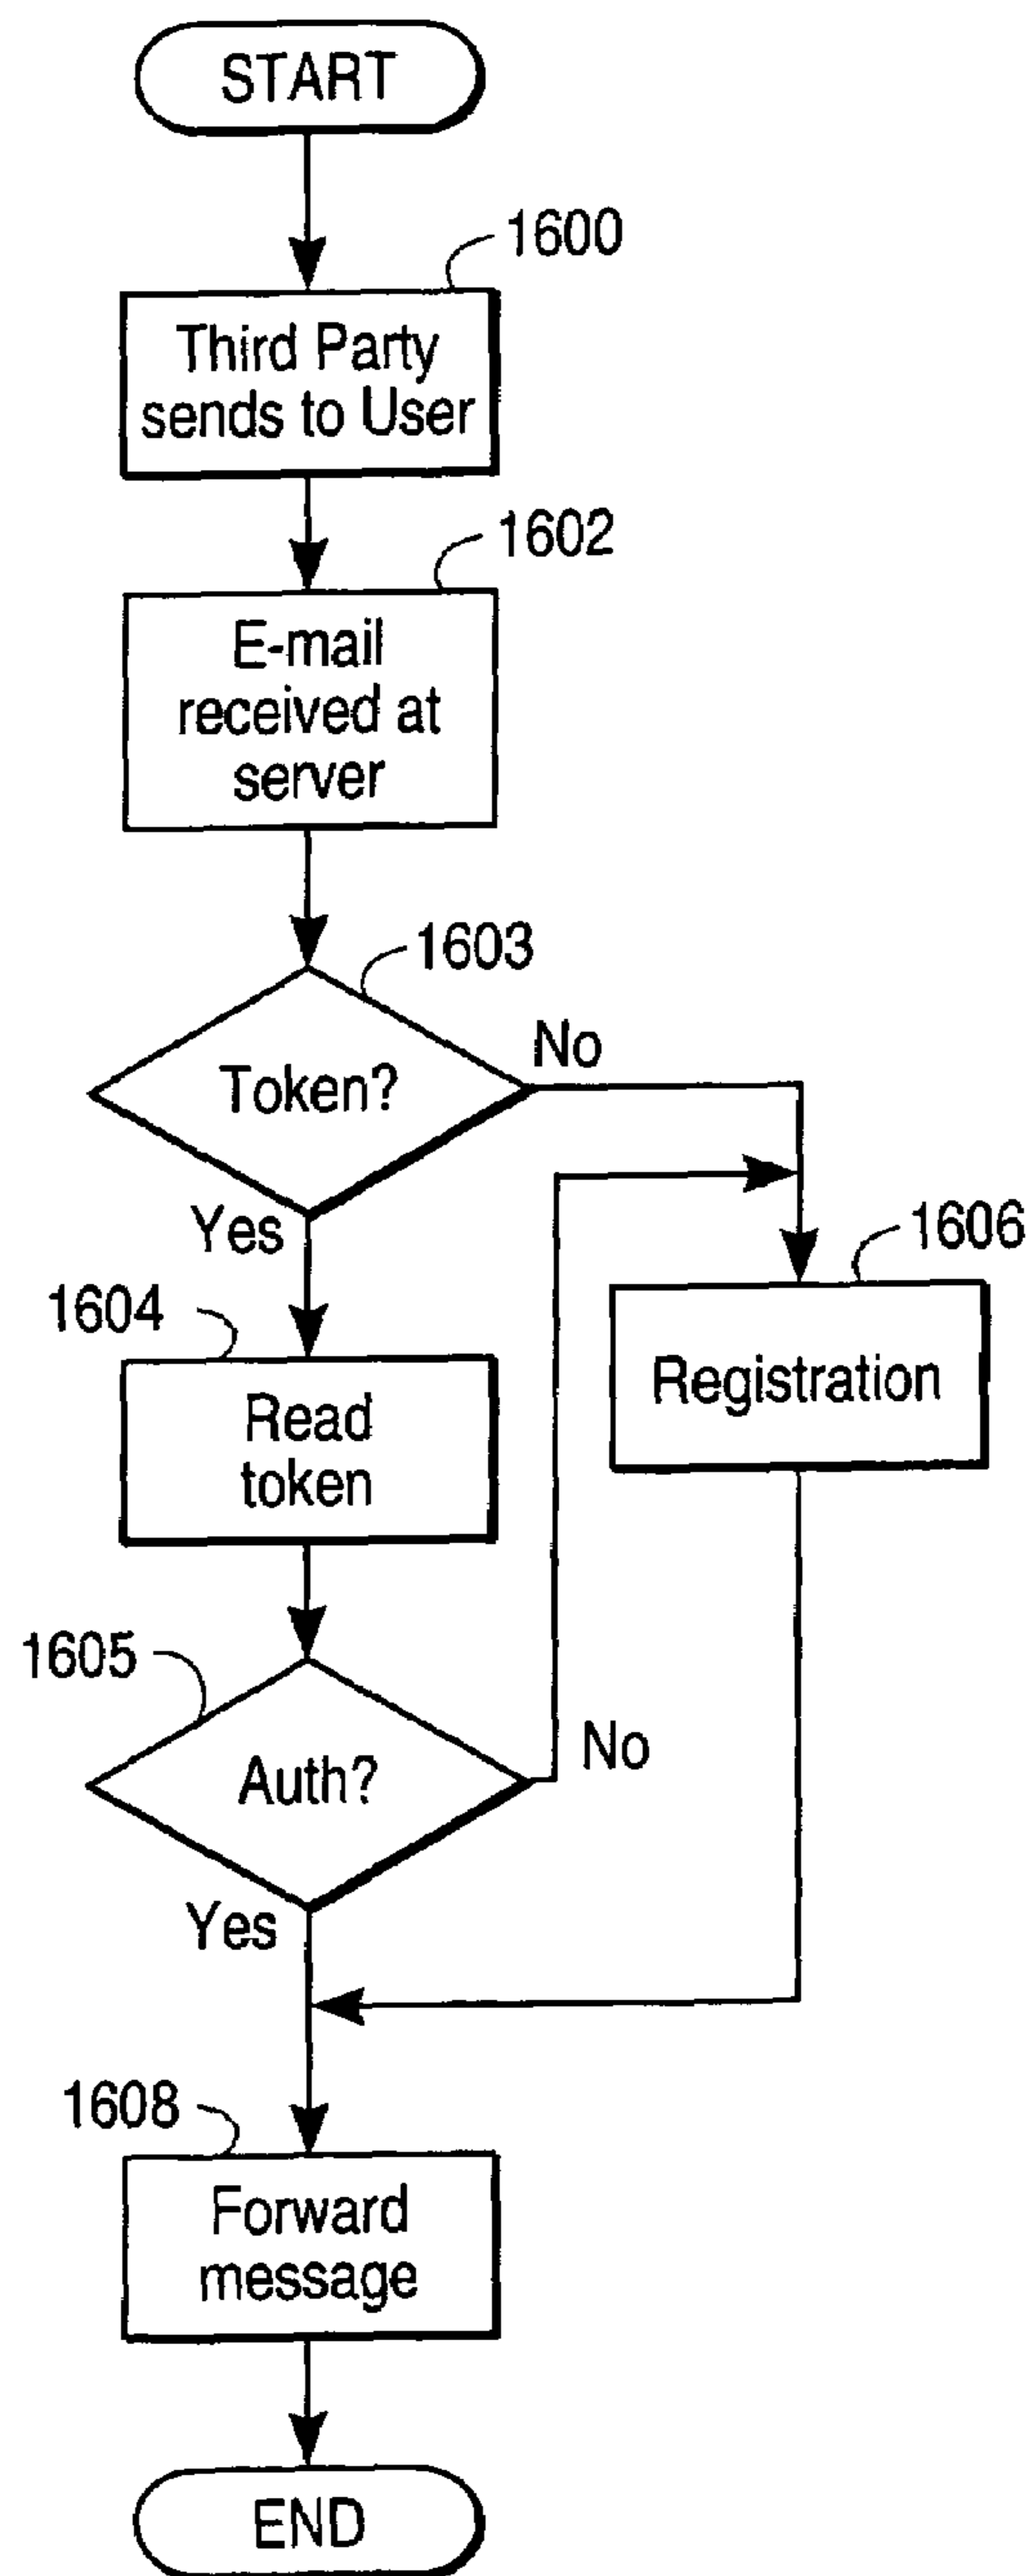 START
1600
Third Party
sends to User
1602
E-mail
received at
server
1603
Token?
No
Yes
1604
Read
token
1606
Registration
1605
Auth?
No
Yes
1608
Forward
message
END